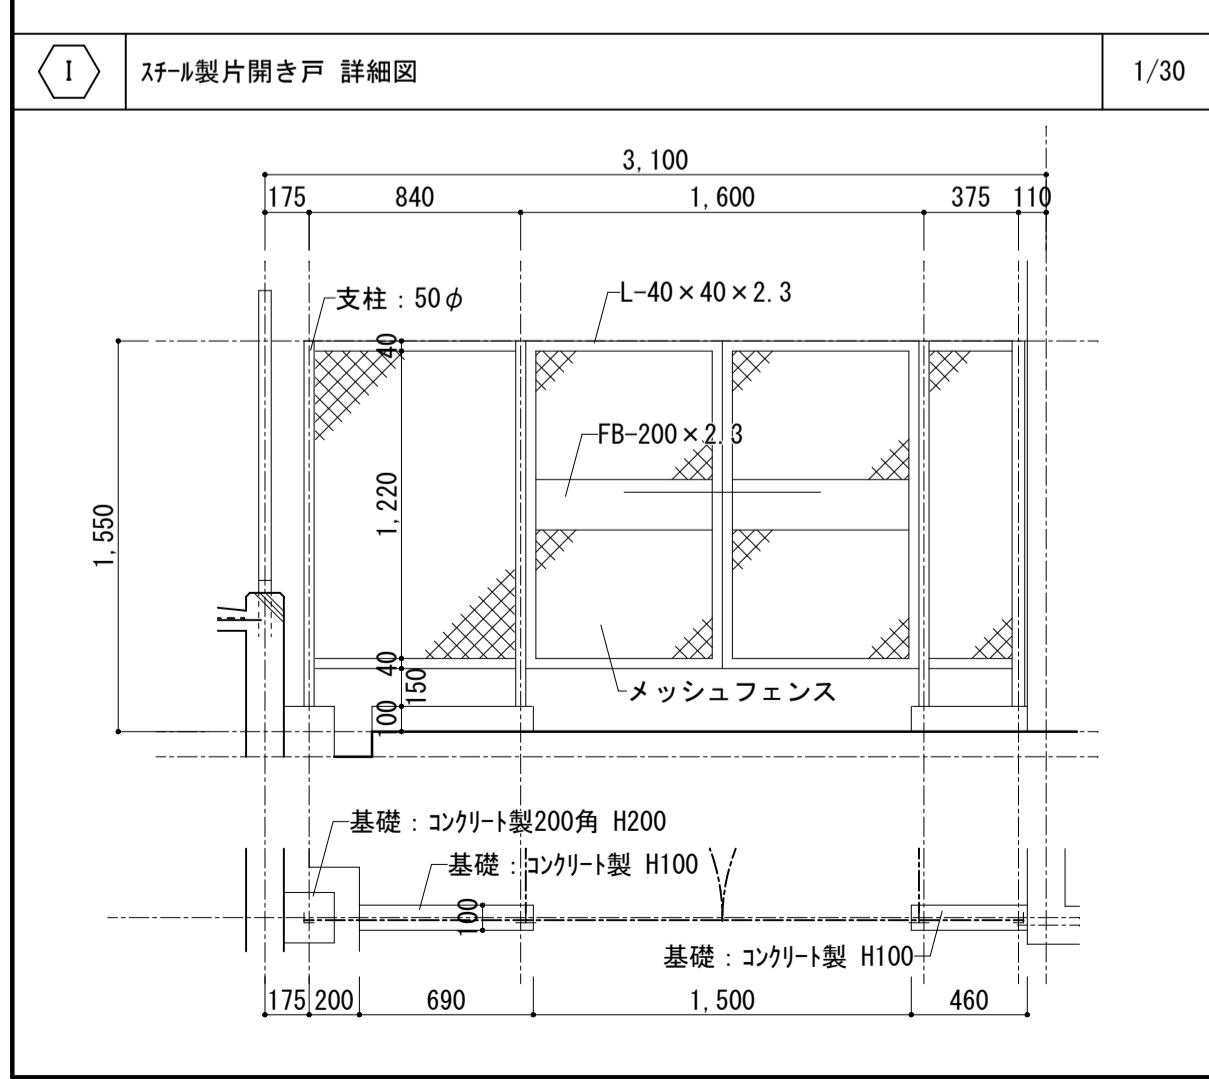 I
ｽﾁｰﾙ製片開き戸 詳細図
1/30
3,100
175 840 1,600 375 110
支柱：50φ
L-40×40×2.3
40
FB-200×2.3
1,220
1,550
40
150
メッシュフェンス
100
基礎：ｺﾝｸﾘｰﾄ製200角 H200
基礎：ｺﾝｸﾘｰﾄ製 H100
100
基礎：ｺﾝｸﾘｰﾄ製 H100
175 200 690 1,500 460